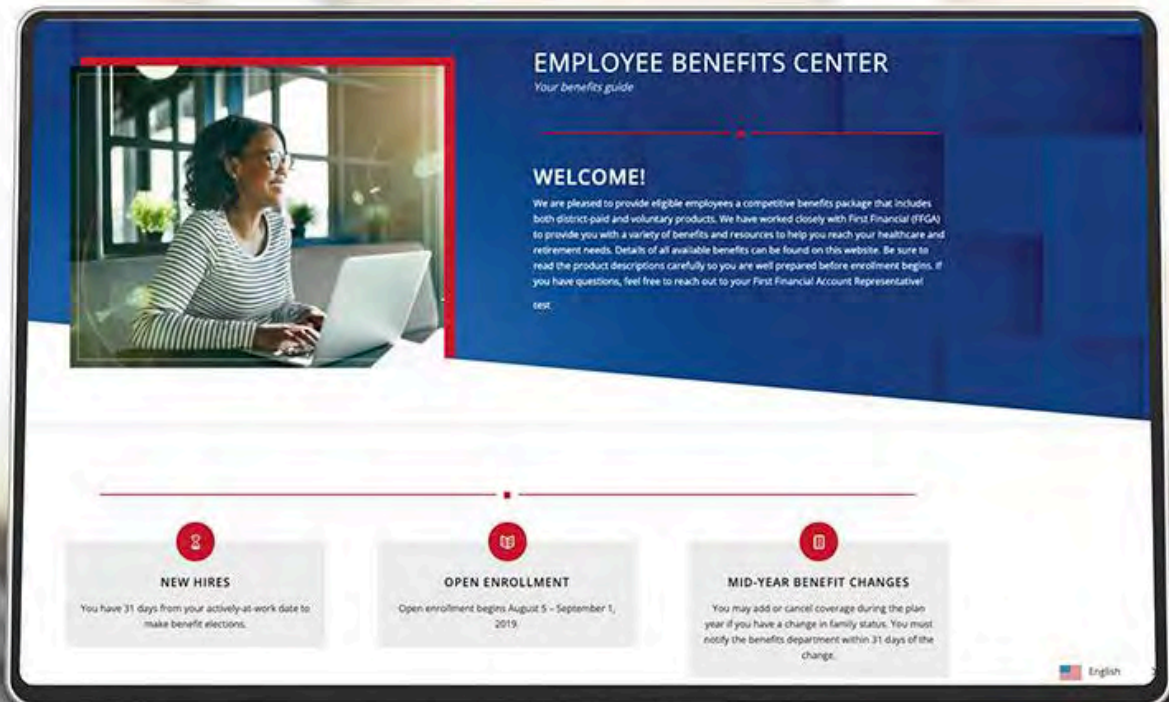 EMPLOYEE BENEFITS CENTER
Your benefits guide
WELCOME!
We are pleased to provide eligible employees a competitive benefits package that includes
both district-paid and voluntary products. We have worked closely with First Financial (FFGA)
to provide you with a variety of benefits and resources to help you reach your healthcare and
retirement needs. Details of all available benefits can be found on this website. Be sure to
read the product descriptions carefully so you are well prepared before enrollment begins. If
you have questions, feel free to reach out to your First Financial Account Representative!
test
NEW HIRES
You have 31 days from your actively-at-work date to
make benefit elections.
OPEN ENROLLMENT
Open enrollment begins August 5 – September 1,
2019.
MID-YEAR BENEFIT CHANGES
You may add or cancel coverage during the plan
year if you have a change in family status. You must
notify the benefits department within 31 days of the
change.
English